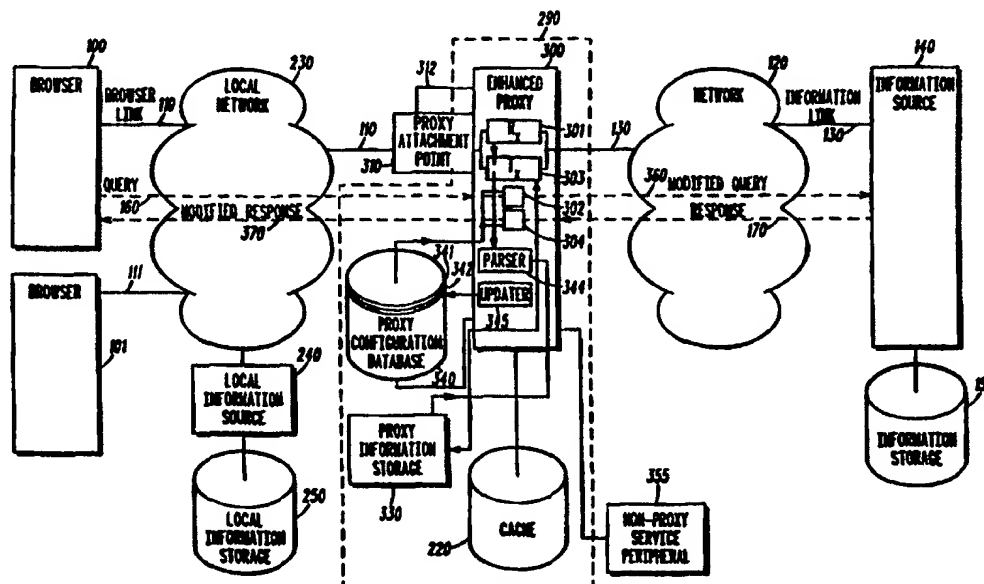 290
100
230
312
300
120
140
BROWSER
LOCAL
NETWORK
ENHANCED
PROXY
NETWORK
INFORMATION
LINK
INFORMATION
SOURCE
BROWSER
LINK
110
110
PROXY
ATTACHMENT
POINT
310
301
303
130
130
QUERY
160
MODIFIED RESPONSE
370
360
MODIFIED QUERY
RESPONSE
170
302
304
341
342
PARSER
344
UPDATER
345
BROWSER
111
101
PROXY
CONFIGURATION
DATABASE
340
240
LOCAL
INFORMATION
SOURCE
PROXY
INFORMATION
STORAGE
330
INFORMATION
STORAGE
250
LOCAL
INFORMATION
STORAGE
CACHE
220
355
NON-PROXY
SERVICE
PERIPHERAL